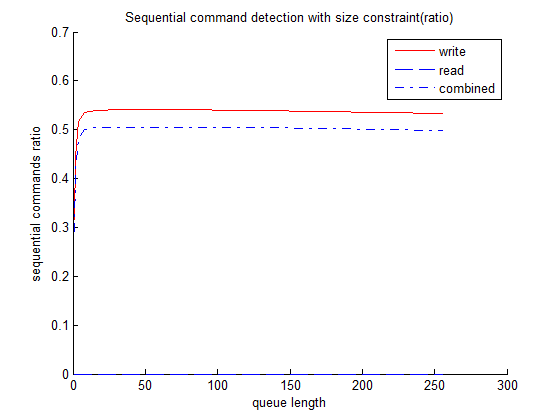 Sequential command detection with size constraint(ratio)
0.7
0.6
0.5
0.4
0.3
0.2
0.1
0
sequential commands ratio
write
read
combined
0 50 100 150 200 250 300
queue length